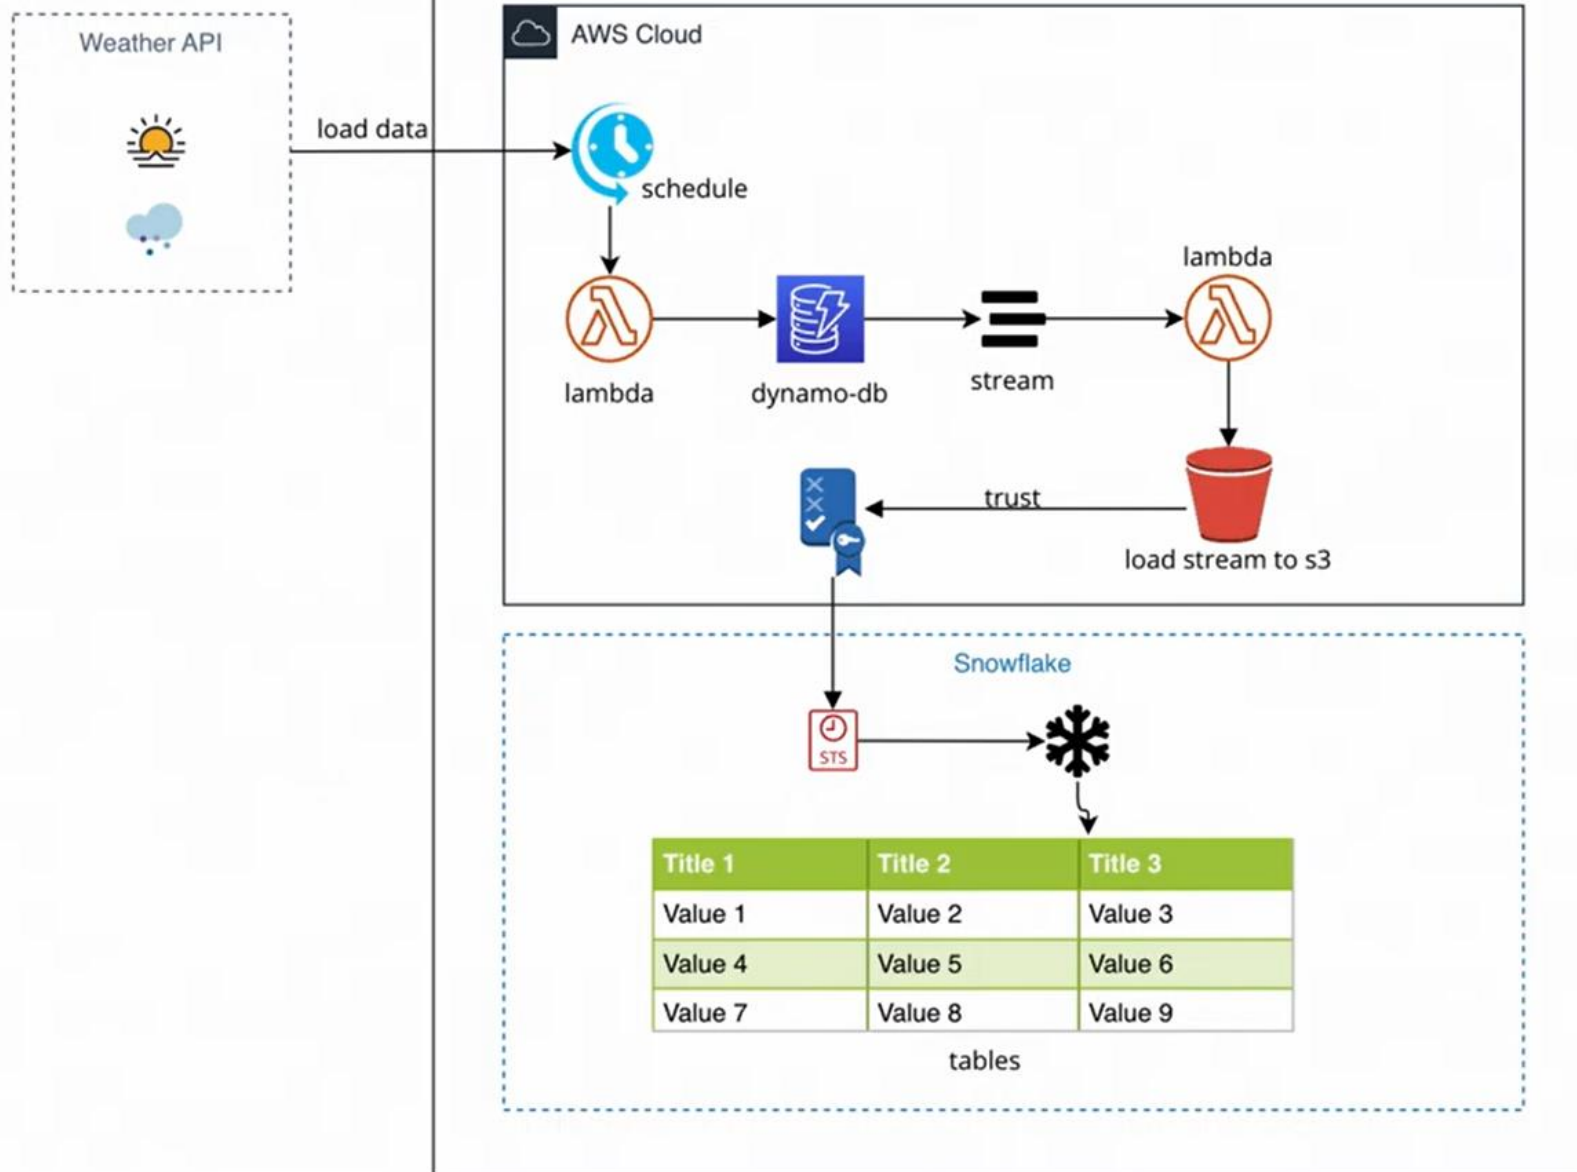 Weather API
AWS Cloud
load data
schedule
lambda
lambda
dynamo-db
stream
trust
load stream to s3
Snowflake
STS
Title 1 Title 2 Title 3
Value 1 Value 2 Value 3
Value 4 Value 5 Value 6
Value 7 Value 8 Value 9
tables